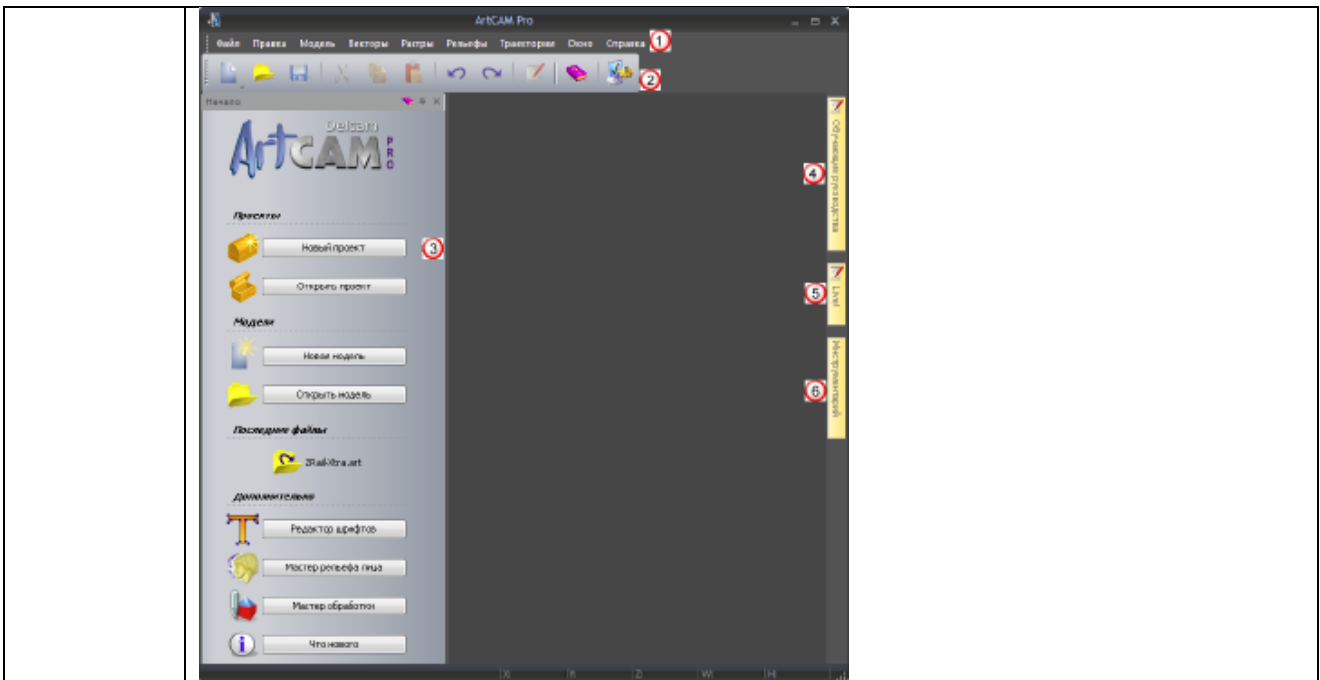 ArtCAM Pro
Файл Правка Модель Векторы Растры Рельефы Траектории Окно Справка 1
2
Начало
Delcam
ArtCAM PRO
Обучающие руководства
4
Проекты
Новый проект 3
Открыть проект
5
Live!
Модели
Новая модель
Инструментарий
Открыть модель
6
Последние файлы
Дополнительно
Редактор шрифтов
Мастер рельефа лица
Мастер обработки
Что нового
X: Y: Z: W: H: